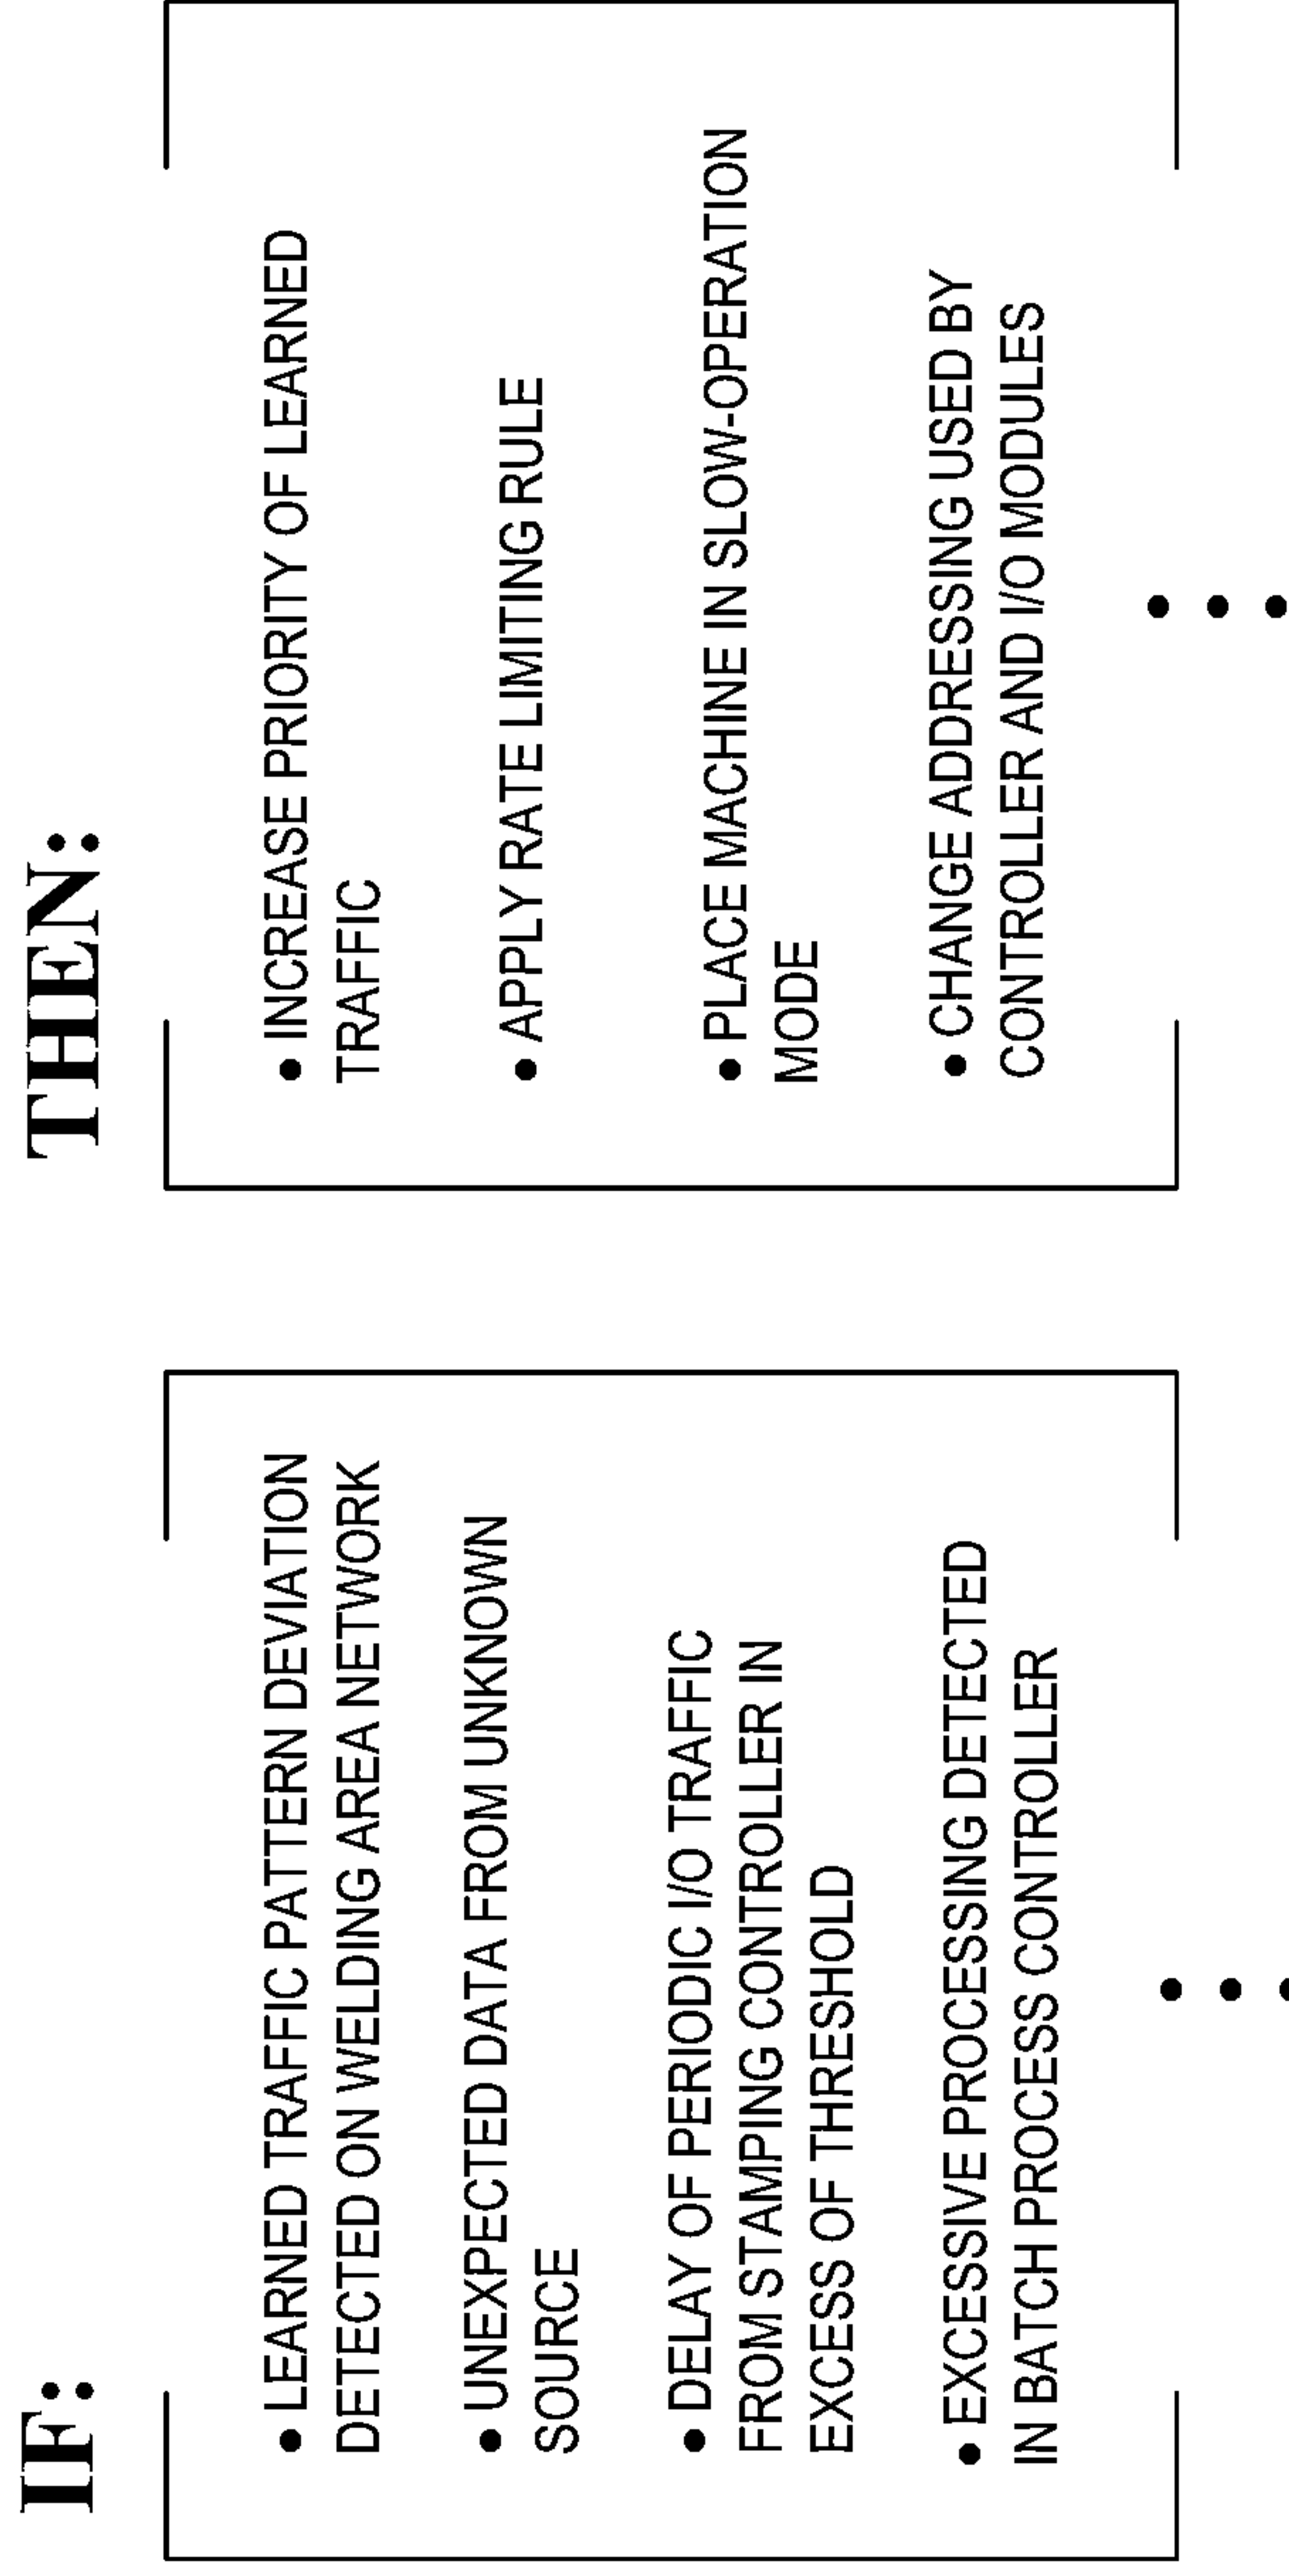 IF:
• LEARNED TRAFFIC PATTERN DEVIATION
DETECTED ON WELDING AREA NETWORK
• UNEXPECTED DATA FROM UNKNOWN
SOURCE
• DELAY OF PERIODIC I/O TRAFFIC
FROM STAMPING CONTROLLER IN
EXCESS OF THRESHOLD
• EXCESSIVE PROCESSING DETECTED
IN BATCH PROCESS CONTROLLER
THEN:
• INCREASE PRIORITY OF LEARNED
TRAFFIC
• APPLY RATE LIMITING RULE
• PLACE MACHINE IN SLOW-OPERATION
MODE
• CHANGE ADDRESSING USED BY
CONTROLLER AND I/O MODULES